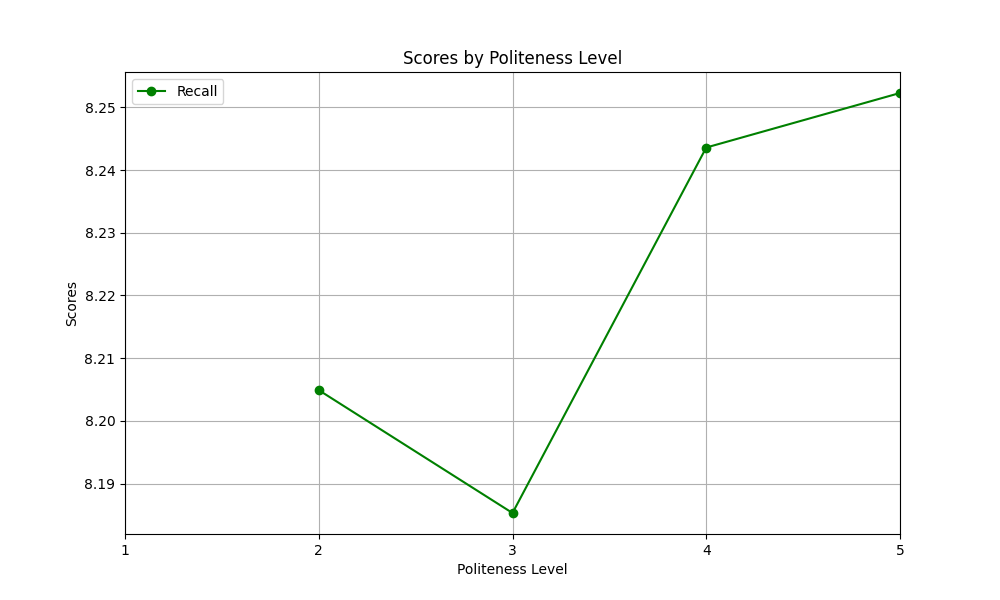 Scores by Politeness Level
Recall
8.25
8.24
8.23
8.22
8.21
8.20
8.19
Scores
1 2 3 4 5
Politeness Level